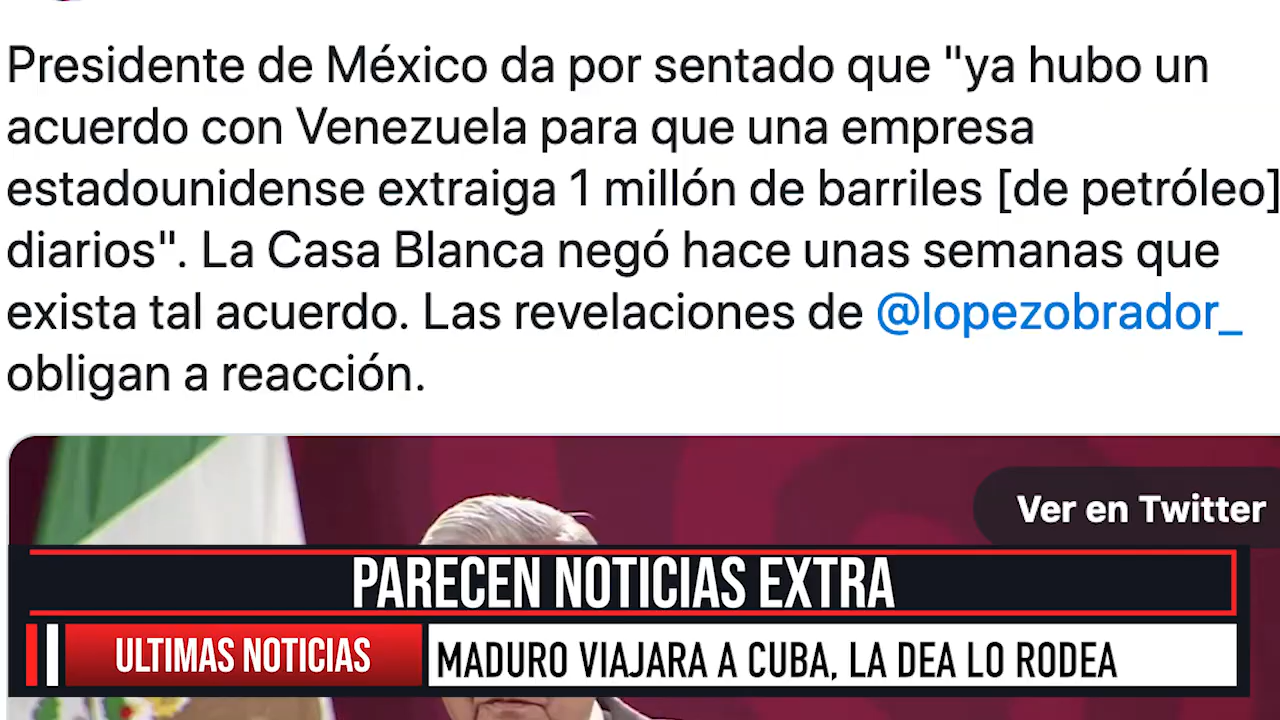 Presidente de México da por sentado que "ya hubo un
acuerdo con Venezuela para que una empresa
estadounidense extraiga 1 millón de barriles [de petróleo]
diarios". La Casa Blanca negó hace unas semanas que
exista tal acuerdo. Las revelaciones de @lopezobrador_
obligan a reacción.
Ver en Twitter
PARECEN NOTICIAS EXTRA
ULTIMAS NOTICIAS
MADURO VIAJARA A CUBA, LA DEA LO RODEA